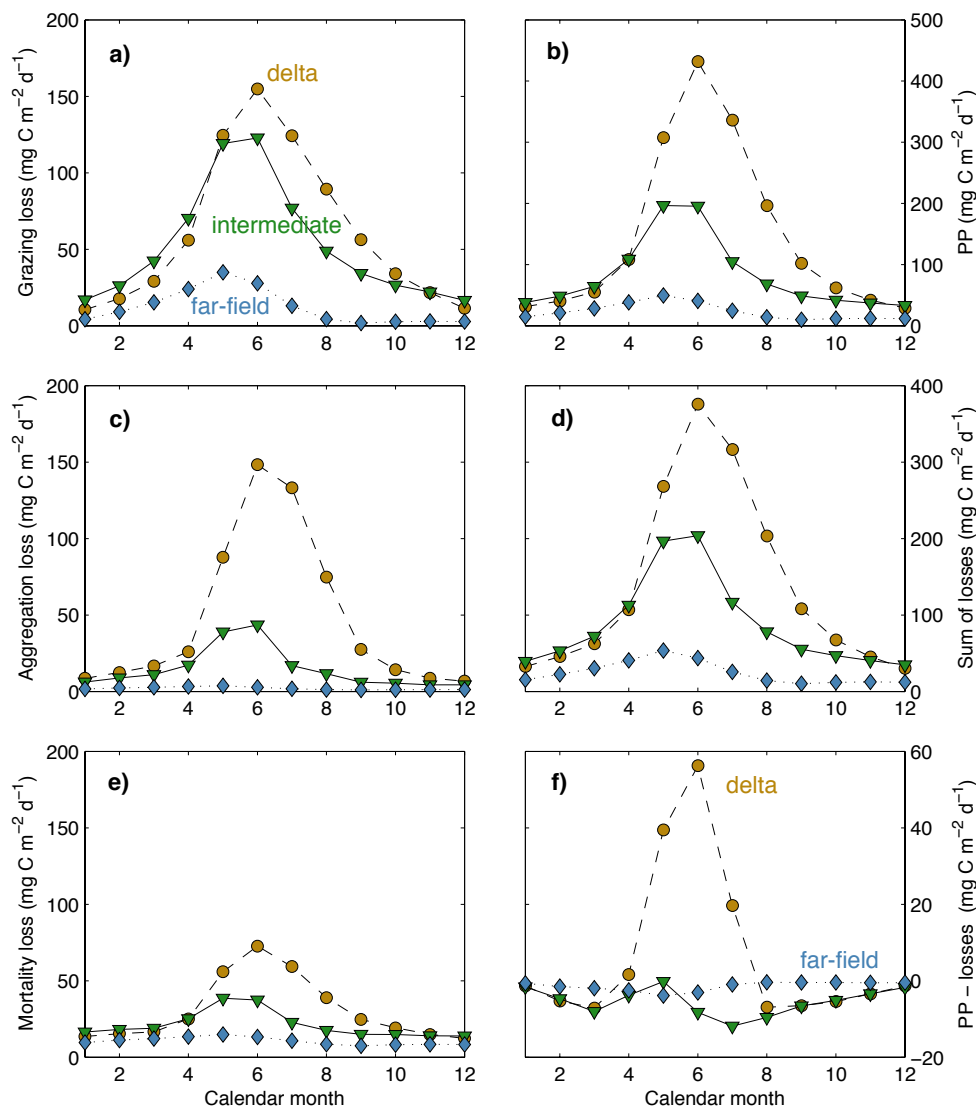 200
150
100
50
0
Grazing loss (mg C m−2 d−1)
a)
delta
intermediate
far-field
2 4 6 8 10 12
b)
500
400
300
200
100
0
PP (mg C m−2 d−1)
2 4 6 8 10 12
200
150
100
50
0
Aggregation loss (mg C m−2 d−1)
c)
2 4 6 8 10 12
d)
400
300
200
100
0
Sum of losses (mg C m−2 d−1)
2 4 6 8 10 12
200
150
100
50
0
Mortality loss (mg C m−2 d−1)
e)
2 4 6 8 10 12
Calendar month
f)
delta
far-field
60
40
20
0
−20
PP − losses (mg C m−2 d−1)
2 4 6 8 10 12
Calendar month